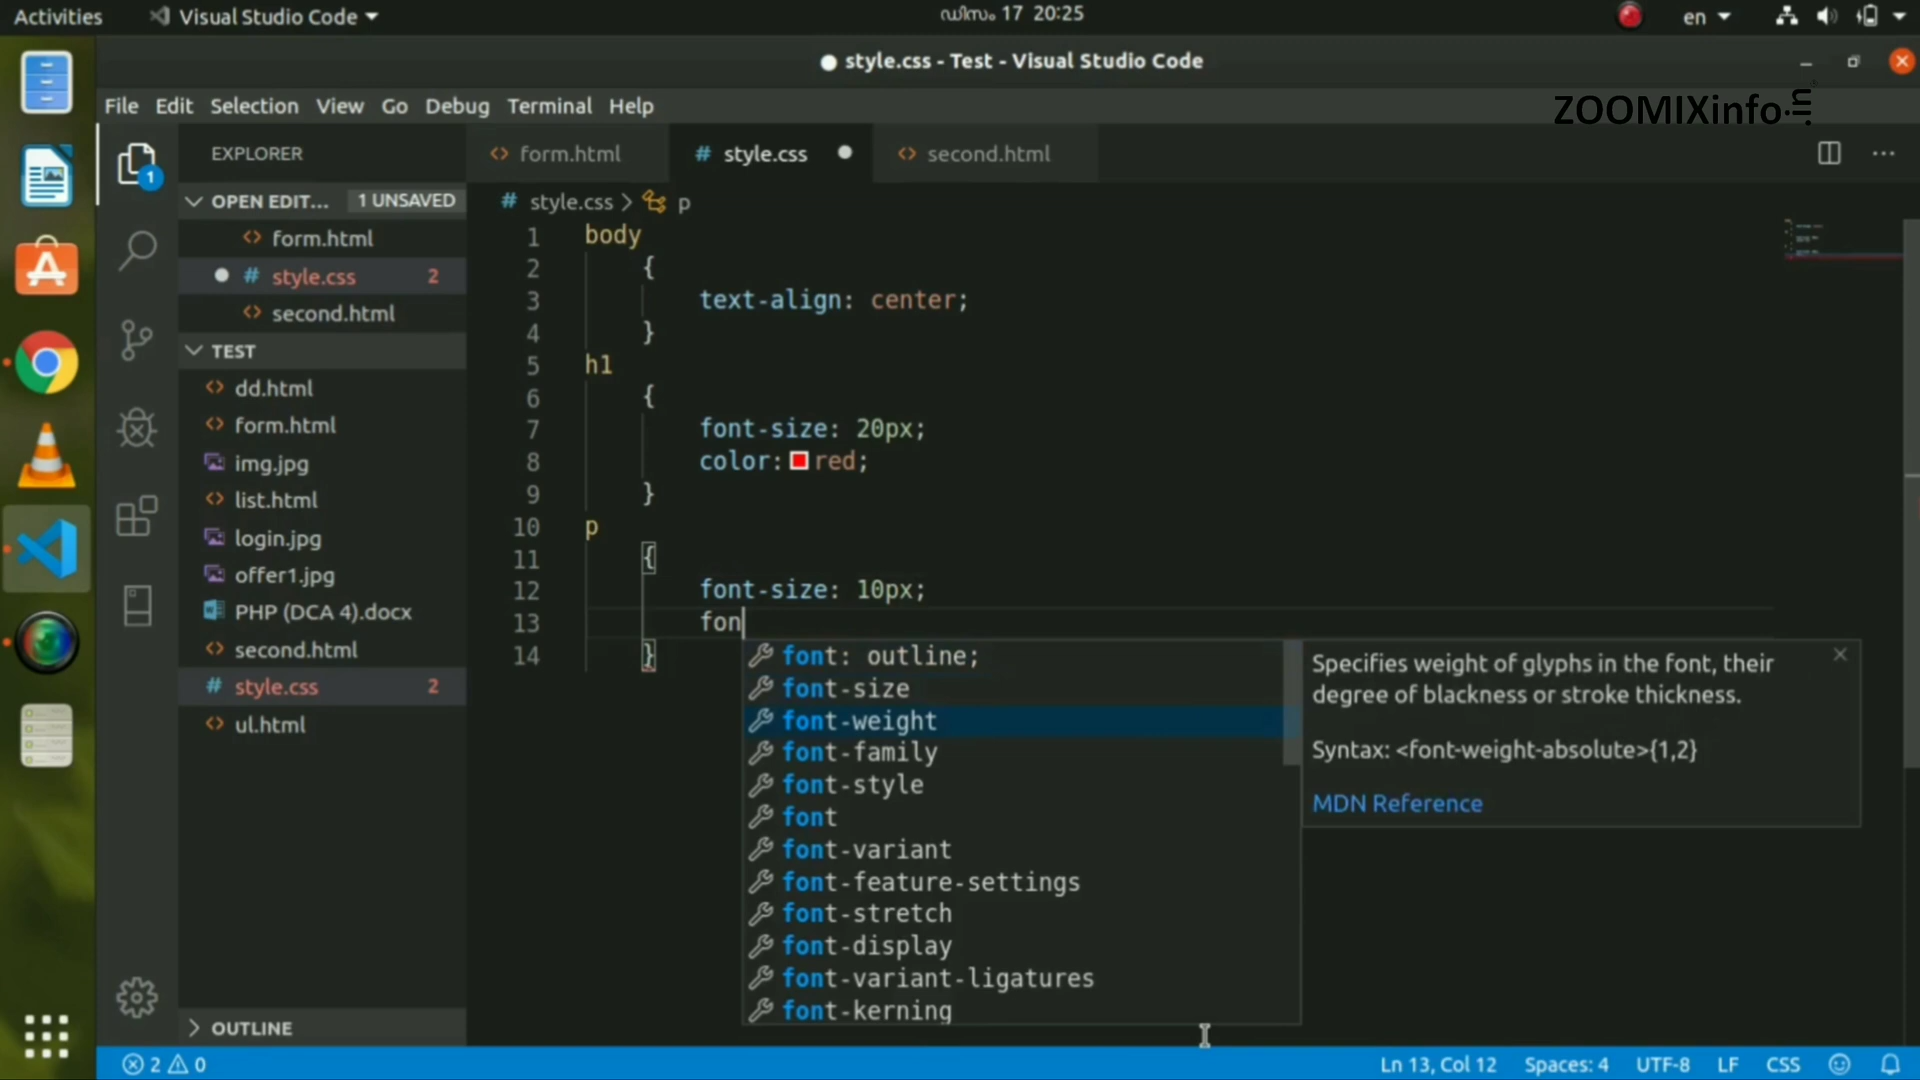 Activities
Visual Studio Code
ഡിസം 17 20:25
en
style.css - Test - Visual Studio Code
File Edit Selection View Go Debug Terminal Help
ZOOMIXinfo.in
EXPLORER
form.html
style.css
second.html
1
OPEN EDIT...
1 UNSAVED
form.html
style.css 2
second.html
TEST
dd.html
form.html
img.jpg
list.html
login.jpg
offer1.jpg
PHP (DCA 4).docx
second.html
style.css 2
ul.html
OUTLINE
# style.css > p
1 body
2 {
3 text-align: center;
4 }
5 h1
6 {
7 font-size: 20px;
8 color: red;
9 }
10 p
11 {
12 font-size: 10px;
13 fon
14 }
font: outline;
font-size
font-weight
font-family
font-style
font
font-variant
font-feature-settings
font-stretch
font-display
font-variant-ligatures
font-kerning
Specifies weight of glyphs in the font, their
degree of blackness or stroke thickness.
Syntax: <font-weight-absolute>{1,2}
MDN Reference
2 0
Ln 13, Col 12 Spaces: 4 UTF-8 LF CSS